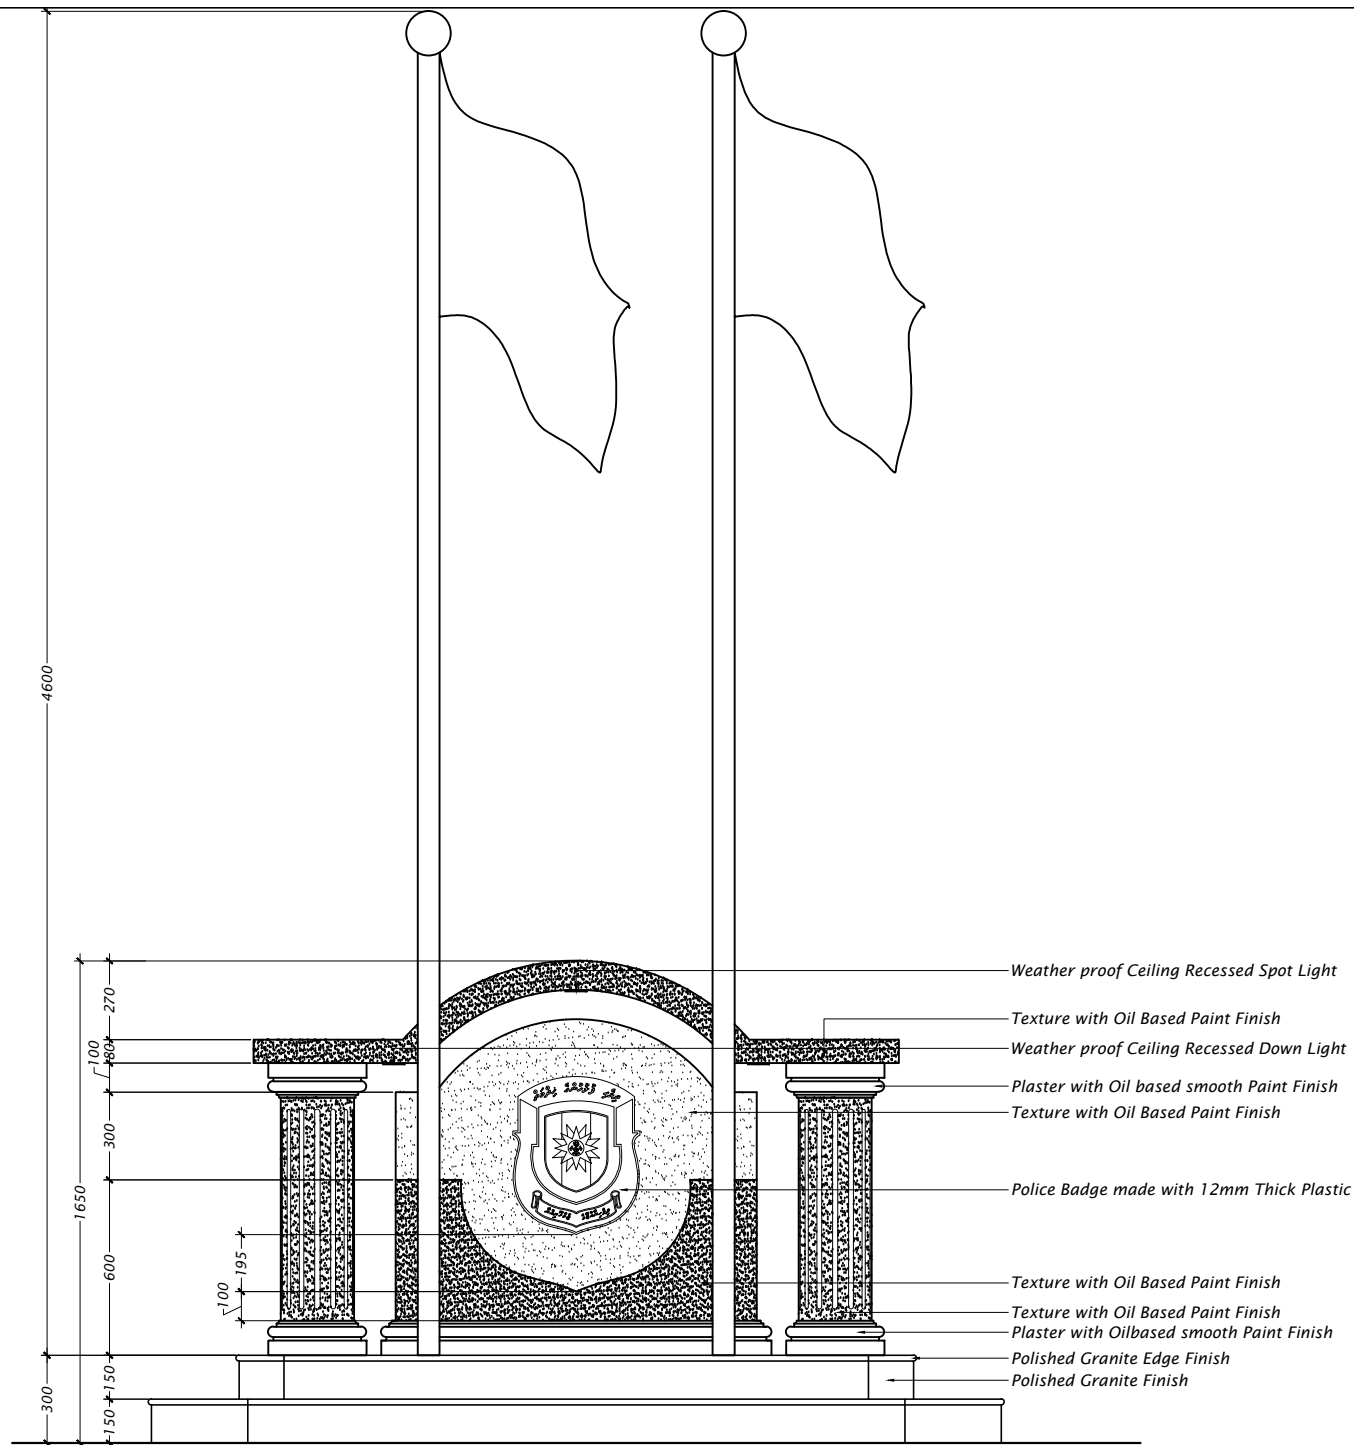 4600
Weather proof Ceiling Recessed Spot Light
270
Texture with Oil Based Paint Finish
100
80
Weather proof Ceiling Recessed Down Light
Plaster with Oil based smooth Paint Finish
Texture with Oil Based Paint Finish
300
Police Badge made with 12mm Thick Plastic
1650
195
600
Texture with Oil Based Paint Finish
100
Texture with Oil Based Paint Finish
Plaster with Oilbased smooth Paint Finish
Polished Granite Edge Finish
150
Polished Granite Finish
300
150